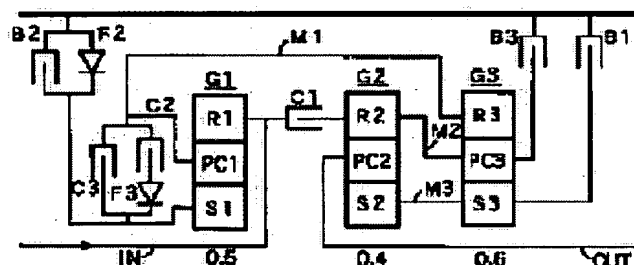 B2 F2 M1 B3 B1
G1 G2 G3
C2 R1 C1 R2 M2 R3
C3 F3 PC1 PC2 PC3
S1 S2 M3 S3
IN 0.5 0.4 0.6 OUT